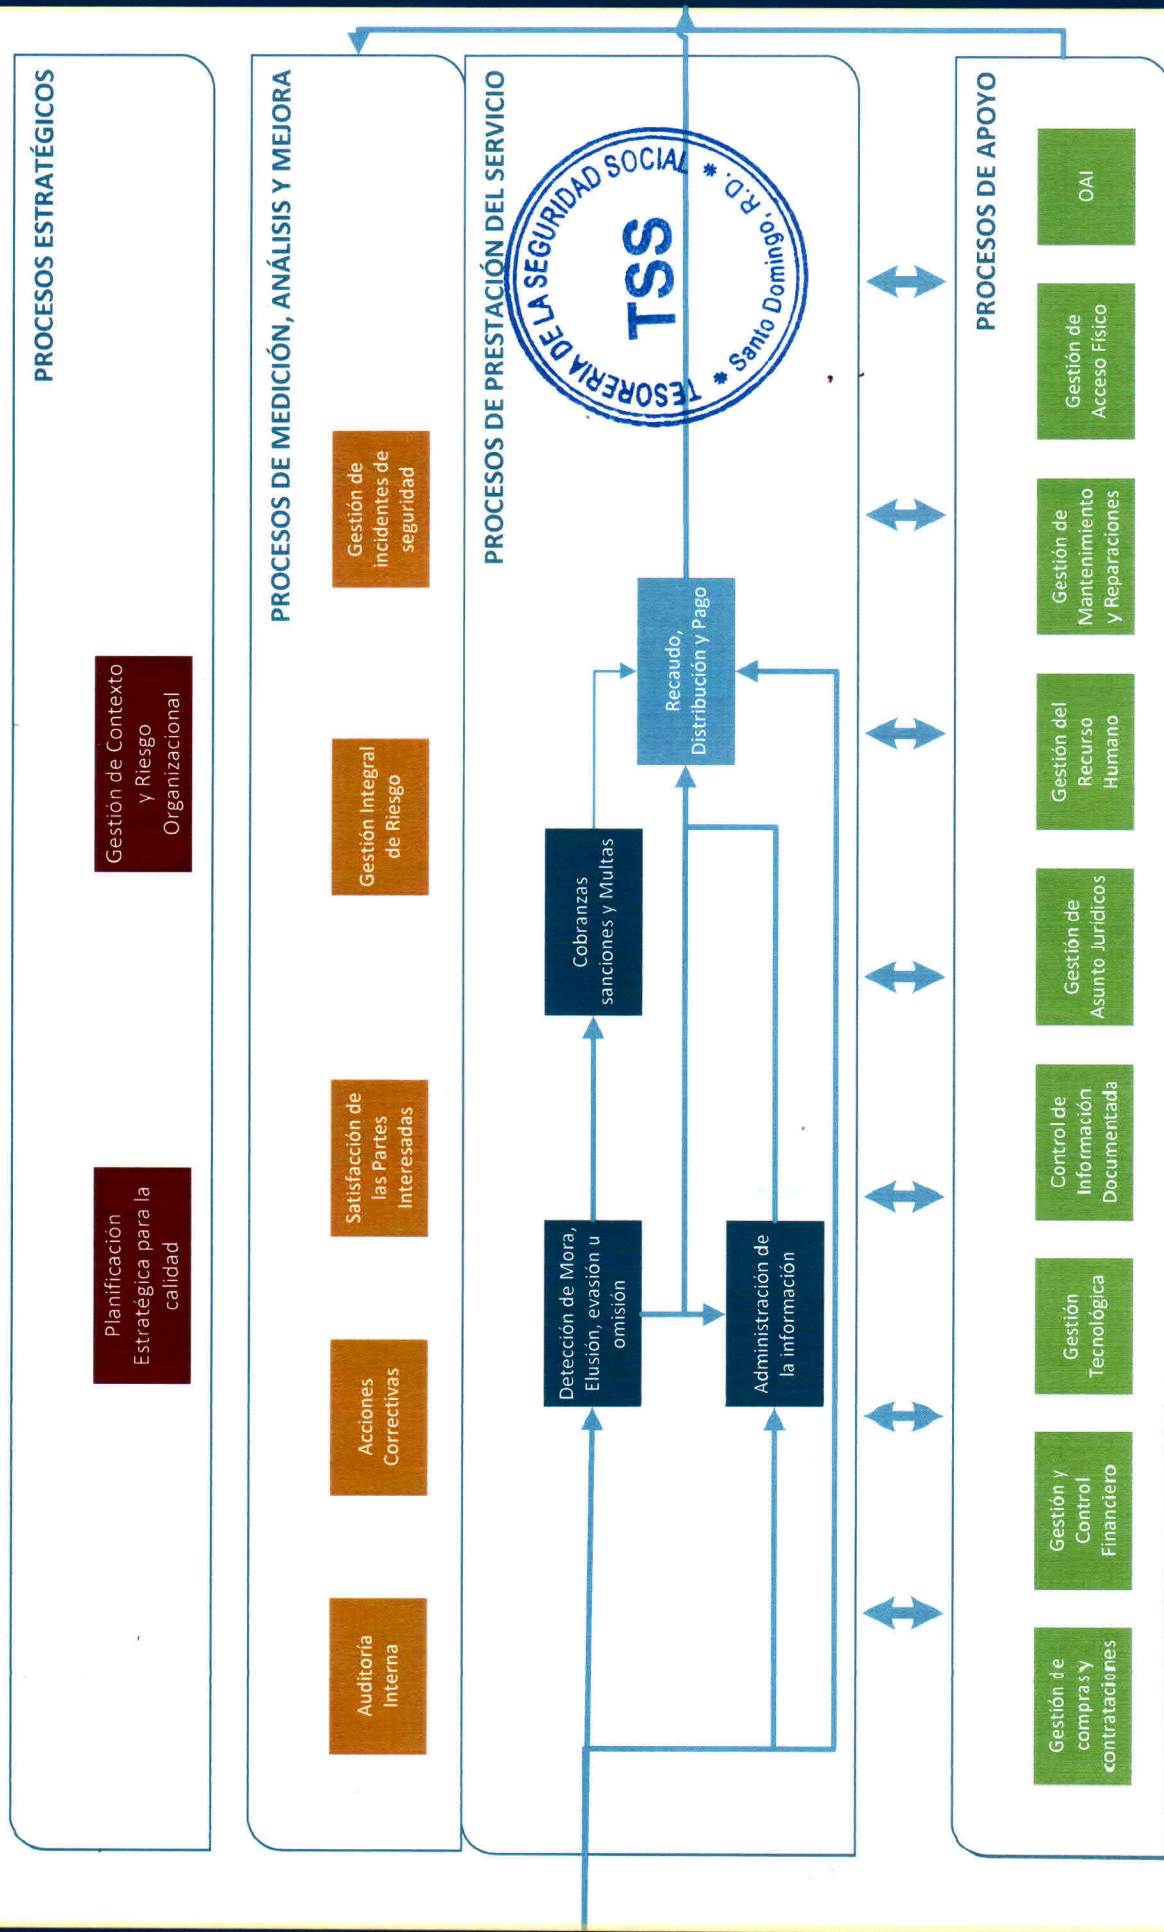 PROCESOS ESTRATÉGICOS
Planificación
Estratégica para la
calidad
Gestión de Contexto
y Riesgo
Organizacional
PROCESOS DE MEDICIÓN, ANÁLISIS Y MEJORA
Auditoría
Interna
Acciones
Correctivas
Satisfacción de
las Partes
Interesadas
Gestión Integral
de Riesgo
Gestión de
incidentes de
seguridad
PROCESOS DE PRESTACIÓN DEL SERVICIO
Detección de Mora,
Elusión, evasión u
omisión
Cobranzas
sanciones y Multas
Administración de
la información
Recaudo,
Distribución y Pago
TESORERIA DE LA SEGURIDAD SOCIAL
TSS
* Santo Domingo, R.D. *
PROCESOS DE APOYO
Gestión de
compras y
contrataciones
Gestión y
Control
Financiero
Gestión
Tecnológica
Control de
Información
Documentada
Gestión de
Asunto Jurídicos
Gestión del
Recurso
Humano
Gestión de
Mantenimiento
y Reparaciones
Gestión de
Acceso Físico
OAI